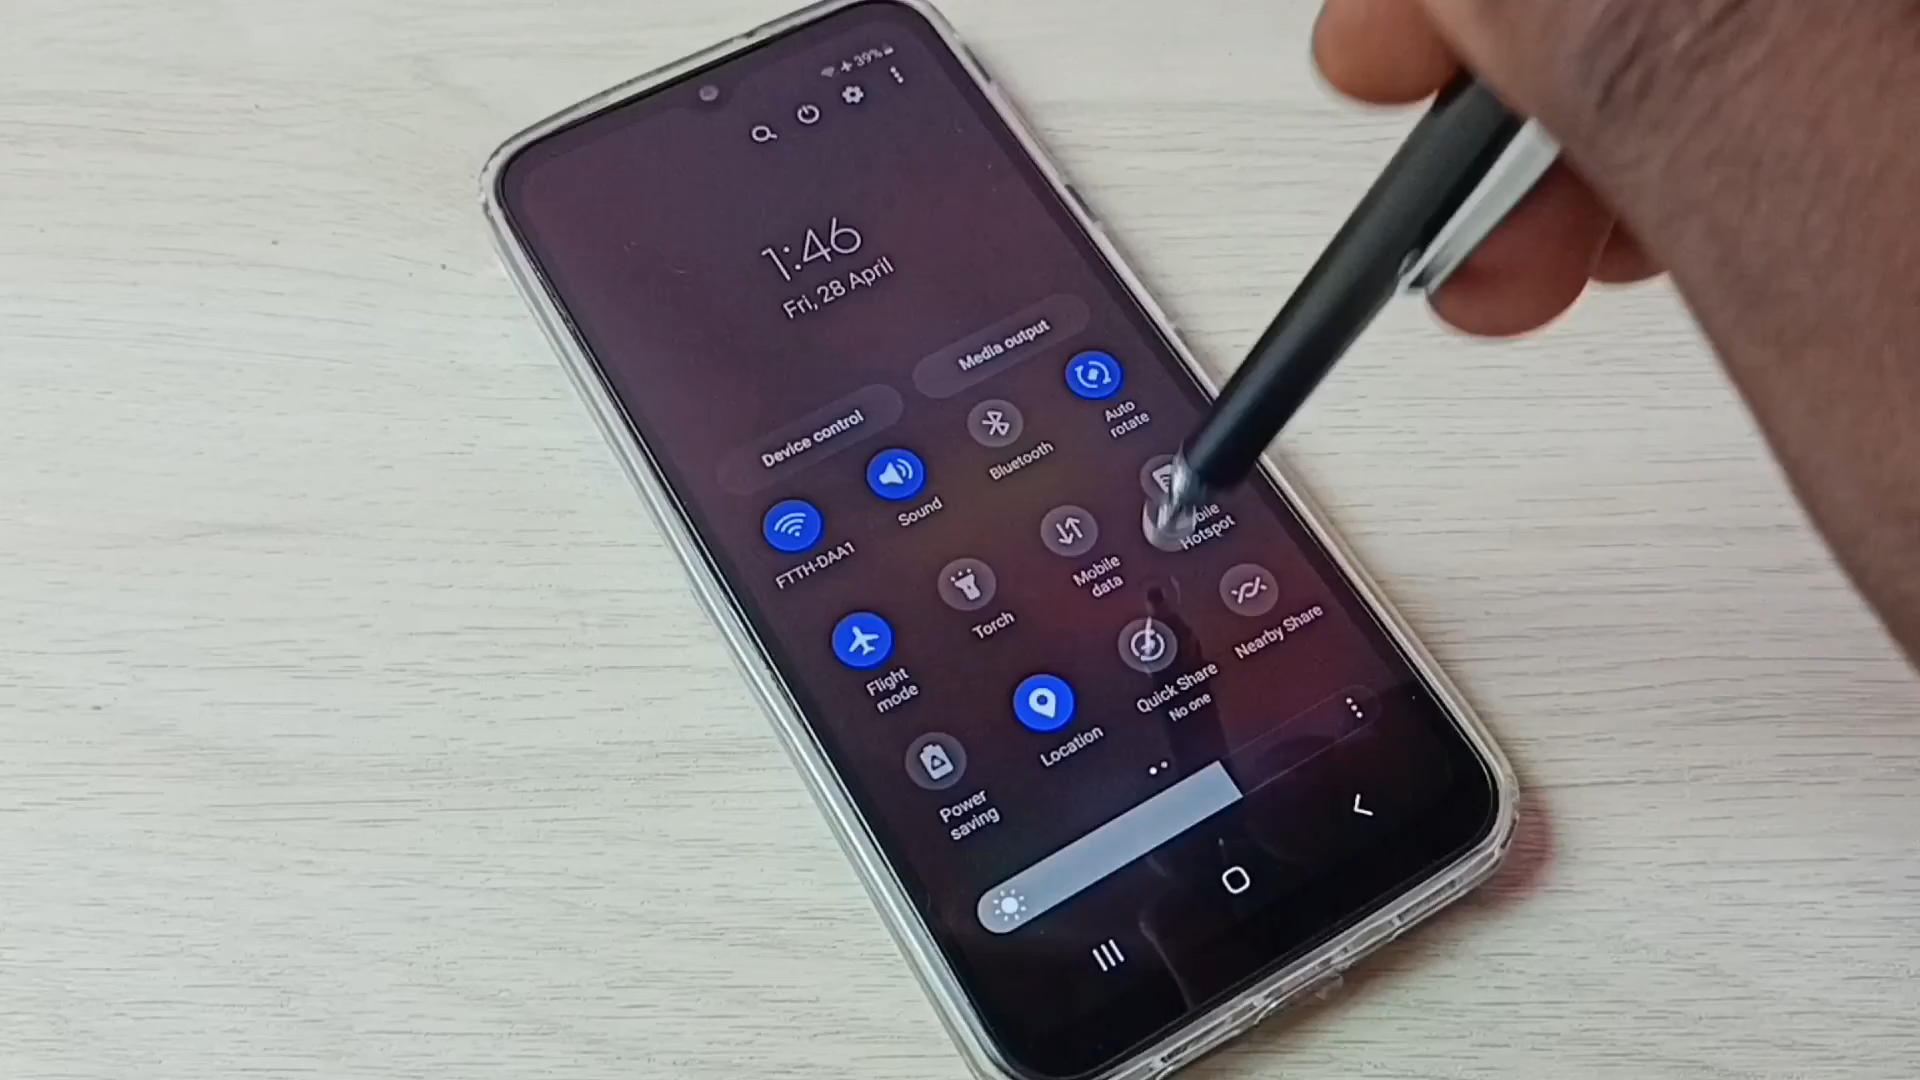 39%
1:46
Fri, 28 April
Device control
Media output
FTTH-DAA1
Sound
Bluetooth
Auto
rotate
Flight
mode
Torch
Mobile
data
Hotspot
Power
saving
Location
Quick Share
No one
Nearby Share